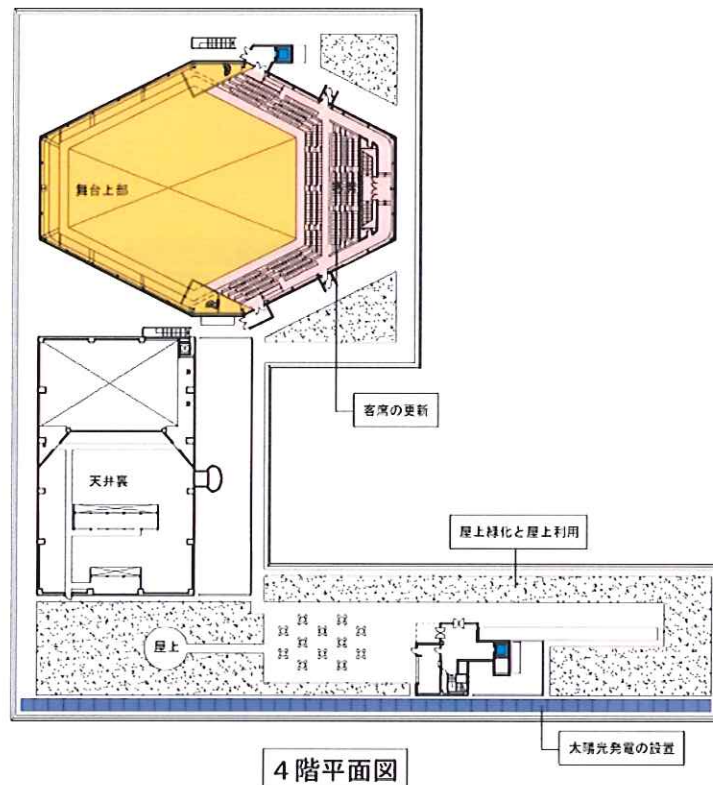 舞台上部
客席
客席の更新
天井裏
屋上緑化と屋上利用
屋上
太陽光発電の設置
4階平面図